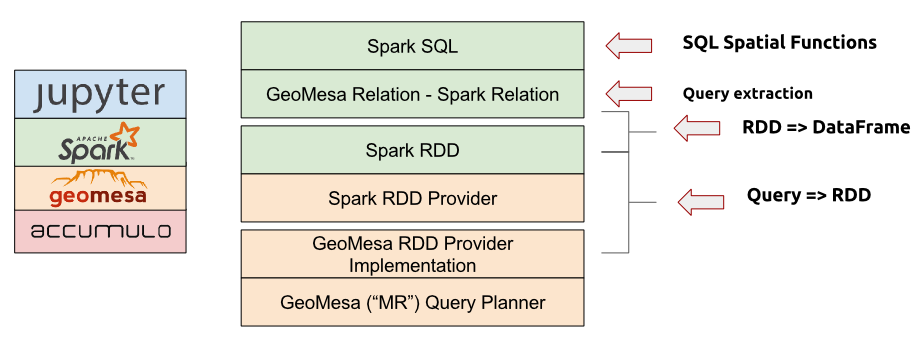 jupyter
APACHE
Spark
TM
geomesa
accumulo
Spark SQL
GeoMesa Relation - Spark Relation
Spark RDD
Spark RDD Provider
GeoMesa RDD Provider
Implementation
GeoMesa (“MR”) Query Planner
SQL Spatial Functions
Query extraction
RDD => DataFrame
Query => RDD